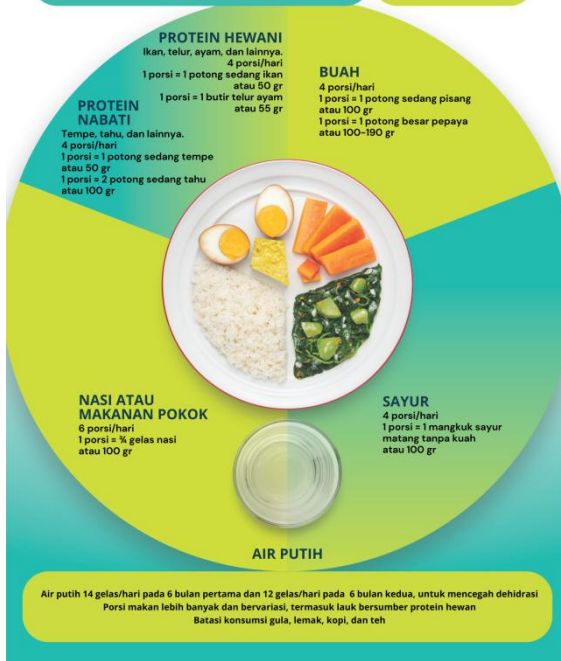 PROTEIN HEWANI
Ikan, telur, ayam, dan lainnya.
4 porsi/hari
1 porsi = 1 potong sedang ikan
atau 50 gr
1 porsi = 1 butir telur ayam
atau 55 gr
BUAH
4 porsi/hari
1 porsi = 1 potong sedang pisang
atau 100 gr
1 porsi = 1 potong besar pepaya
atau 100-190 gr
PROTEIN
NABATI
Tempe, tahu, dan lainnya.
4 porsi/hari
1 porsi = 1 potong sedang tempe
atau 50 gr
1 porsi = 2 potong sedang tahu
atau 100 gr
NASI ATAU
MAKANAN POKOK
6 porsi/hari
1 porsi = ¾ gelas nasi
atau 100 gr
SAYUR
4 porsi/hari
1 porsi = 1 mangkuk sayur
matang tanpa kuah
atau 100 gr
AIR PUTIH
Air putih 14 gelas/hari pada 6 bulan pertama dan 12 gelas/hari pada 6 bulan kedua, untuk mencegah dehidrasi
Porsi makan lebih banyak dan bervariasi, termasuk lauk bersumber protein hewan
Batasi konsumsi gula, lemak, kopi, dan teh